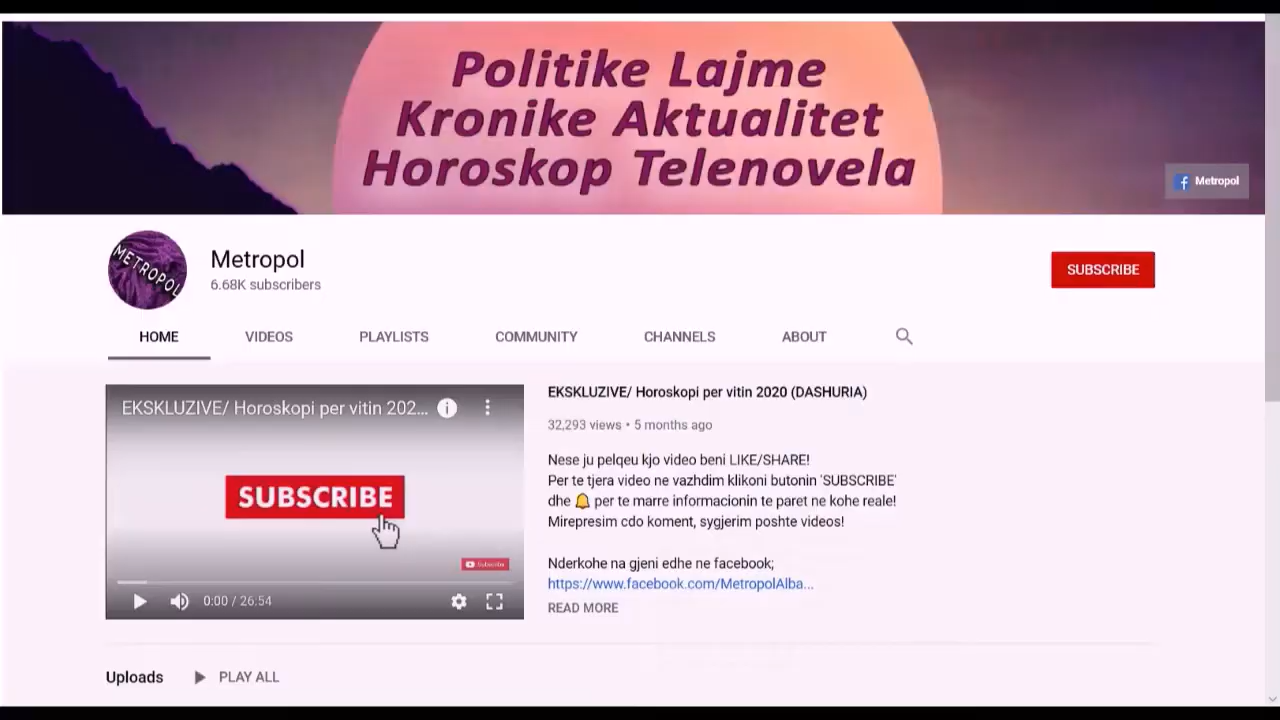 Politike Lajme
Kronike Aktualitet
Horoskop Telenovela
Metropol
METROPOL
Metropol
6.68K subscribers
SUBSCRIBE
HOME VIDEOS PLAYLISTS COMMUNITY CHANNELS ABOUT
EKSKLUZIVE/ Horoskopi per vitin 202...
SUBSCRIBE
Subscribe
0:00 / 26:54
EKSKLUZIVE/ Horoskopi per vitin 2020 (DASHURIA)
32,293 views • 5 months ago
Nese ju pelqeu kjo video beni LIKE/SHARE!
Per te tjera video ne vazhdim klikoni butonin 'SUBSCRIBE'
dhe 🔔 per te marre informacionin te paret ne kohe reale!
Mirepresim cdo koment, sygjerim poshte videos!
Nderkohe na gjeni edhe ne facebook;
https://www.facebook.com/MetropolAlba...
READ MORE
Uploads PLAY ALL